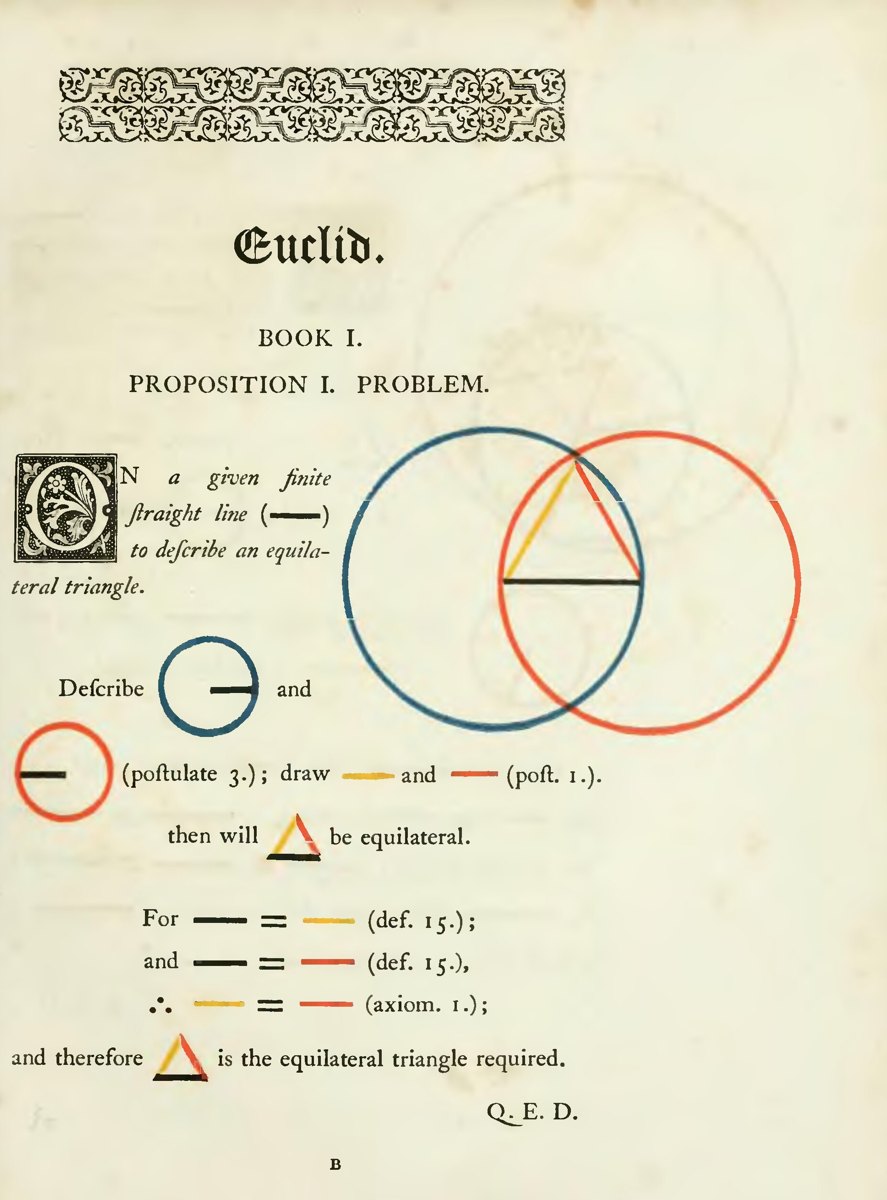 Euclid.
BOOK I.
PROPOSITION I. PROBLEM.
ON a given finite
ſtraight line ( )
to deſcribe an equila-
teral triangle.
Deſcribe and
(poſtulate 3.); draw and (poſt. 1.).
then will be equilateral.
For = (def. 15.);
and = (def. 15.),
∴ = (axiom. 1.);
and therefore is the equilateral triangle required.
Q. E. D.
B